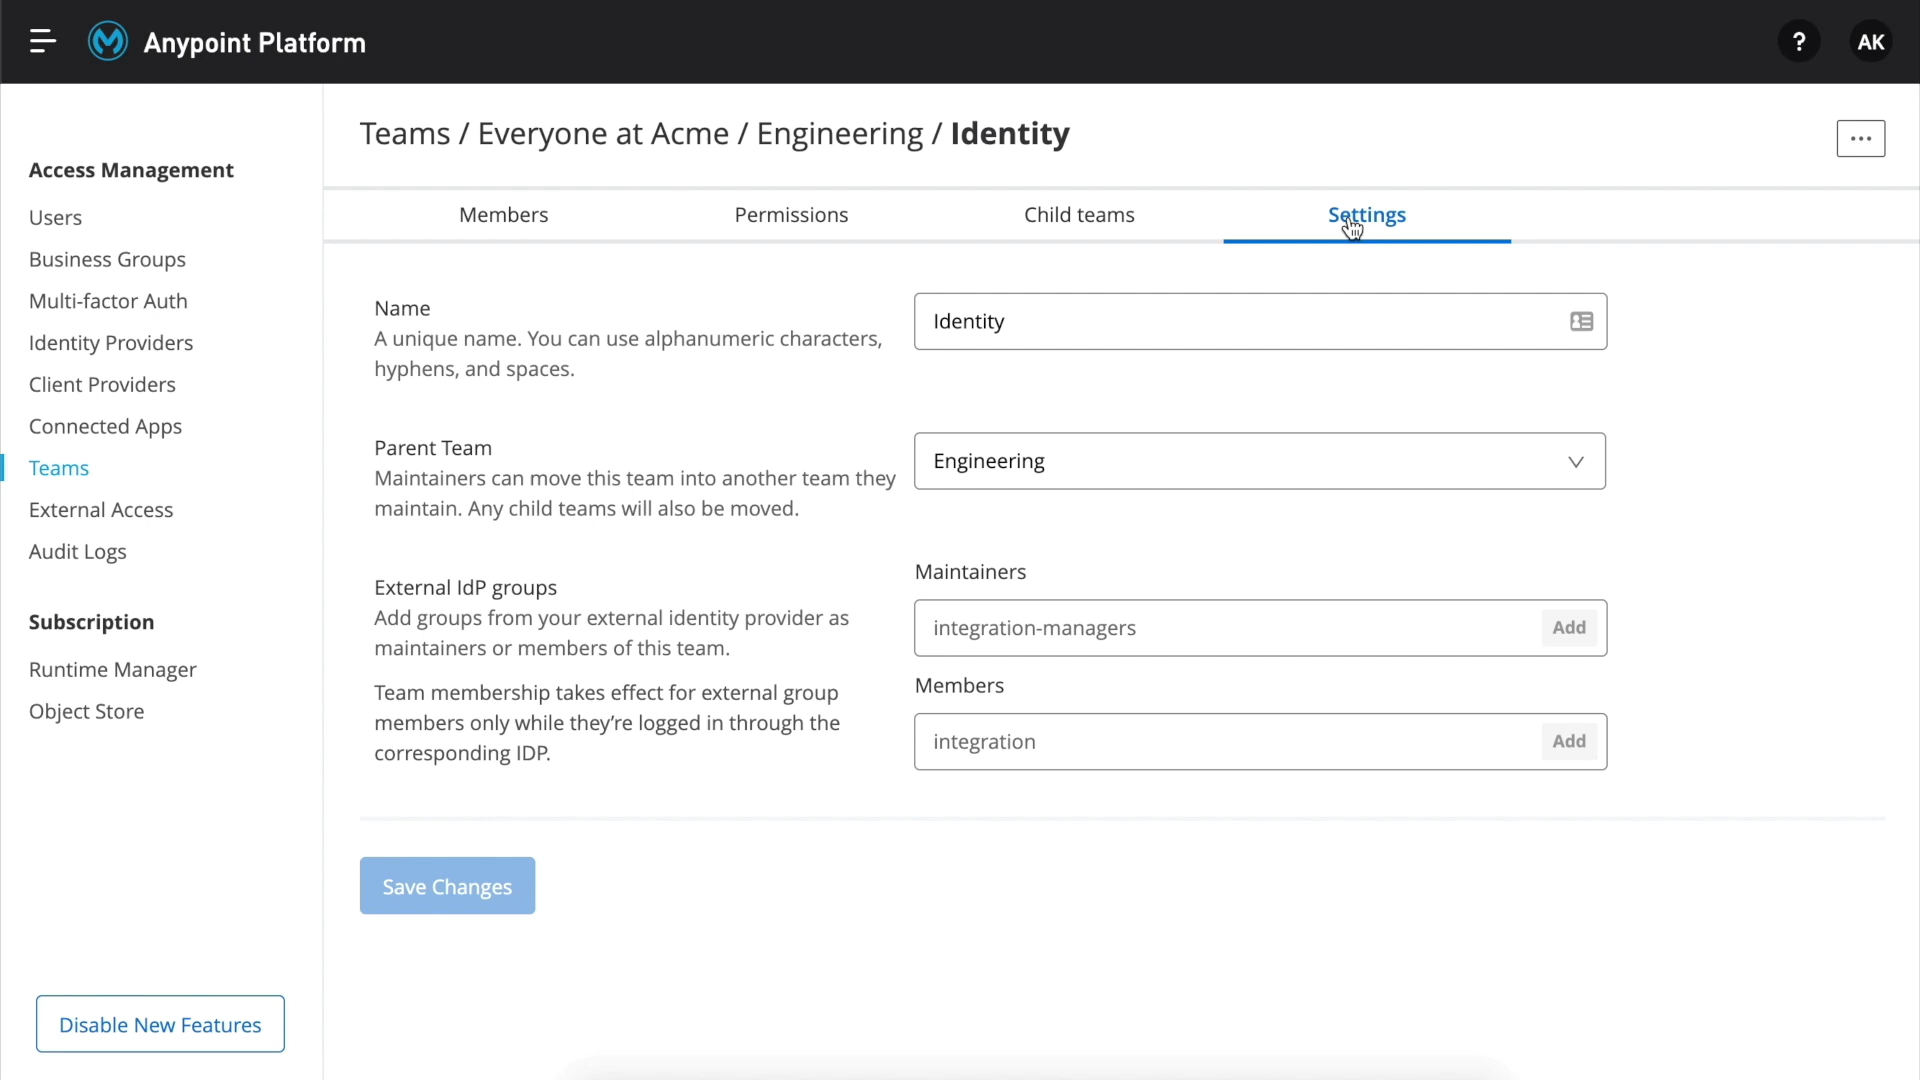 Anypoint Platform
?
AK
Access Management
Users
Business Groups
Multi-factor Auth
Identity Providers
Client Providers
Connected Apps
Teams
External Access
Audit Logs
Subscription
Runtime Manager
Object Store
Disable New Features
Teams / Everyone at Acme / Engineering / Identity
...
Members
Permissions
Child teams
Settings
Name
A unique name. You can use alphanumeric characters,
hyphens, and spaces.
Identity
Parent Team
Maintainers can move this team into another team they
maintain. Any child teams will also be moved.
Engineering
External IdP groups
Add groups from your external identity provider as
maintainers or members of this team.
Team membership takes effect for external group
members only while they’re logged in through the
corresponding IDP.
Maintainers
integration-managers
Add
Members
integration
Add
Save Changes